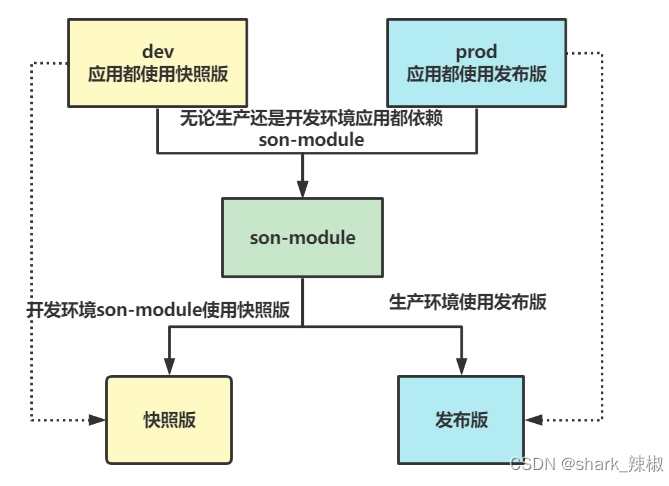 dev
应用都使用快照版
prod
应用都使用发布版
无论生产还是开发环境应用都依赖
son-module
son-module
开发环境son-module使用快照版
生产环境使用发布版
快照版
发布版
CSDN @shark_辣椒